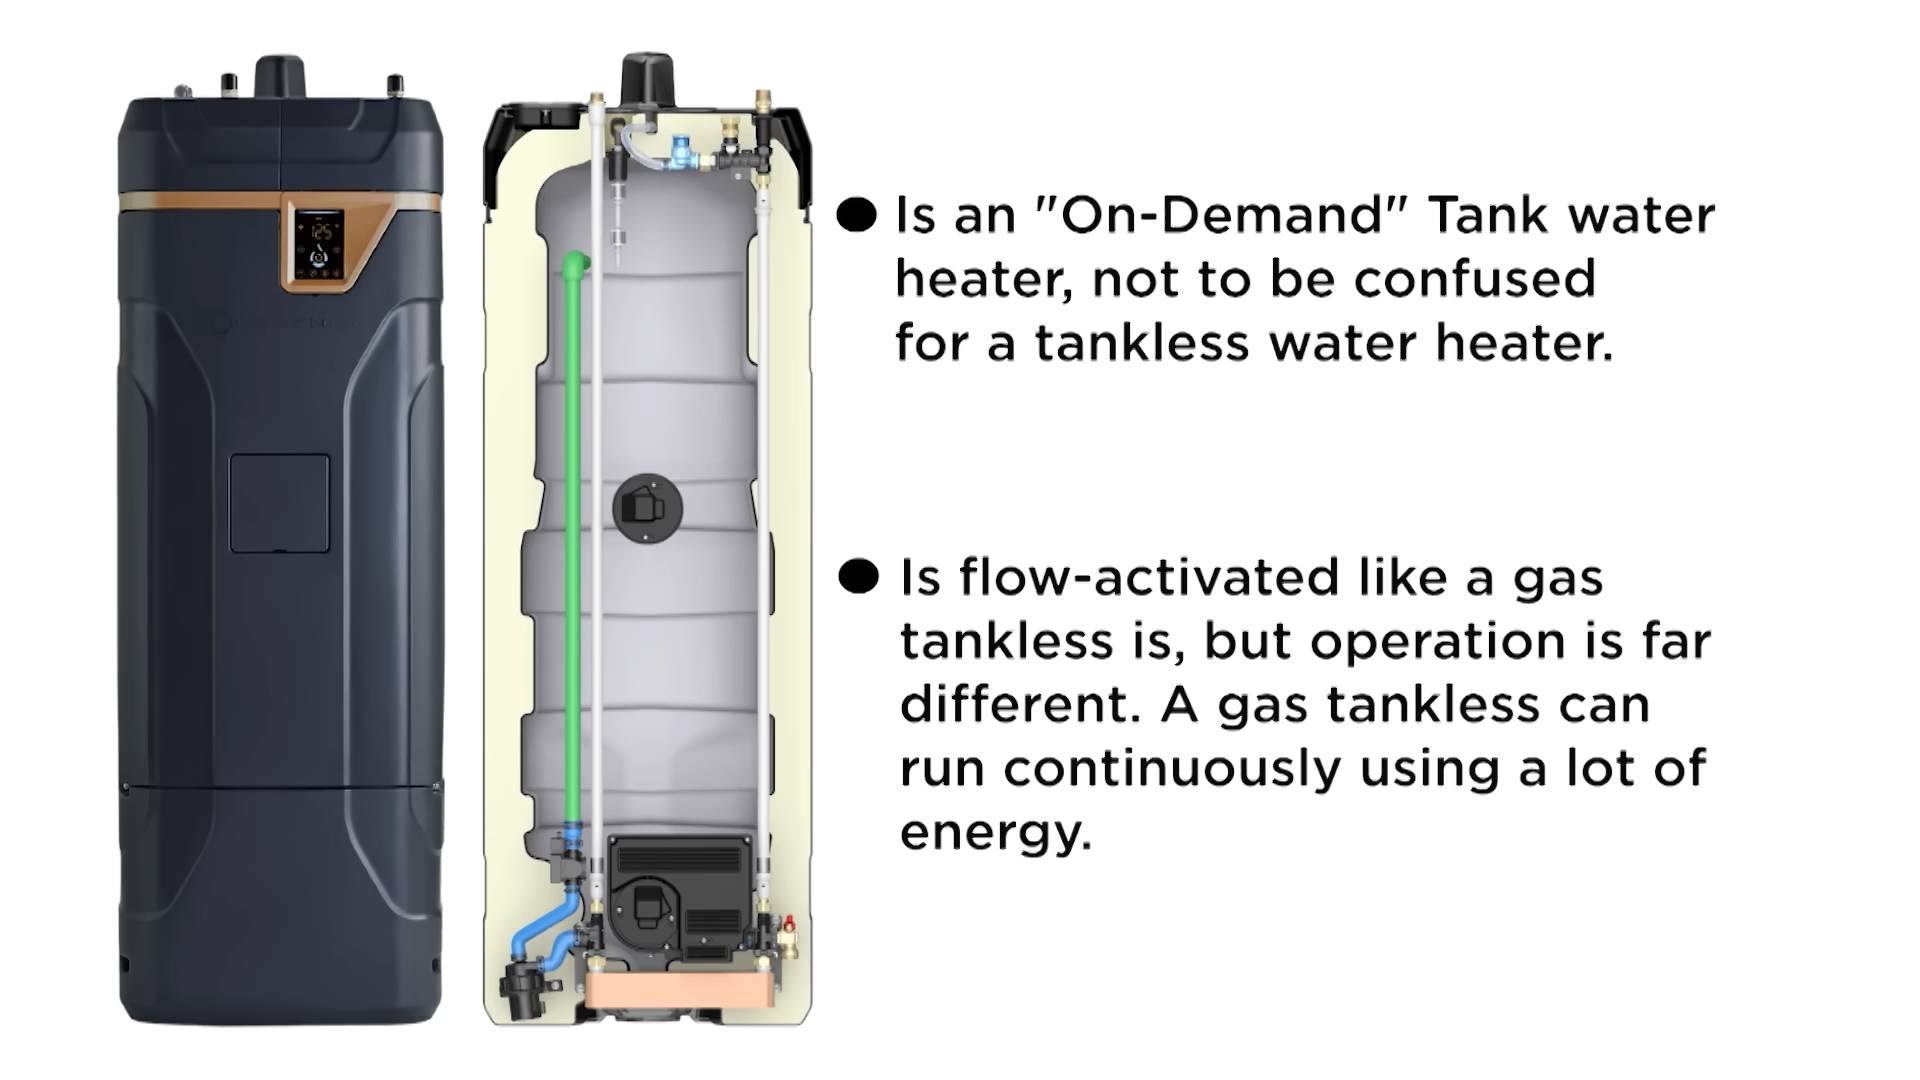 125
Is an "On-Demand" Tank water
heater, not to be confused
for a tankless water heater.
Is flow-activated like a gas
tankless is, but operation is far
different. A gas tankless can
run continuously using a lot of
energy.